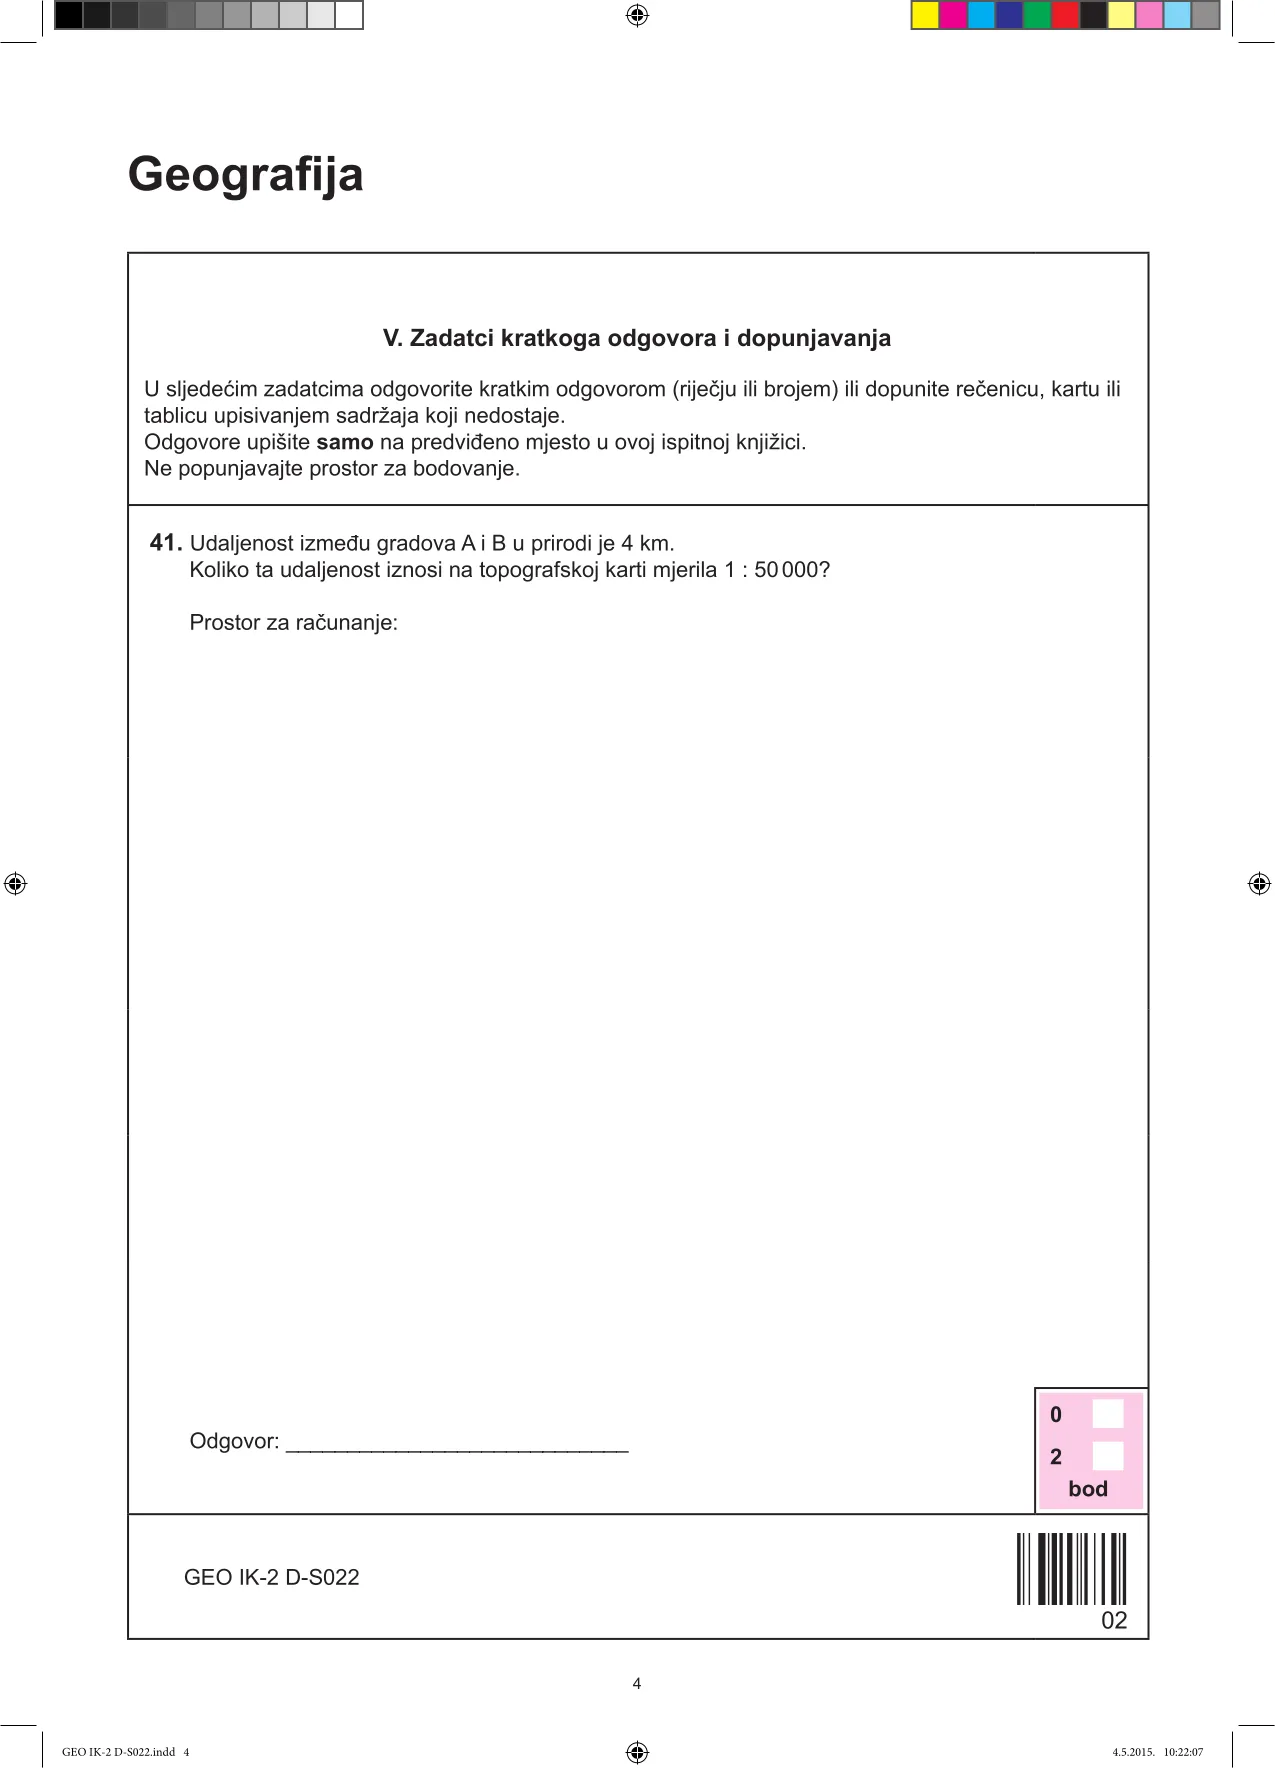 Geografija
V. Zadatci kratkoga odgovora i dopunjavanja
U sljedećim zadatcima odgovorite kratkim odgovorom (riječju ili brojem) ili dopunite rečenicu, kartu ili
tablicu upisivanjem sadržaja koji nedostaje.
Odgovore upišite samo na predviđeno mjesto u ovoj ispitnoj knjižici.
Ne popunjavajte prostor za bodovanje.
41. Udaljenost između gradova A i B u prirodi je 4 km.
Koliko ta udaljenost iznosi na topografskoj karti mjerila 1 : 50 000?
Prostor za računanje:
Odgovor: ____________________________
0
2
bod
GEO IK-2 D-S022
02
4
GEO IK-2 D-S022.indd 4
4.5.2015. 10:22:07